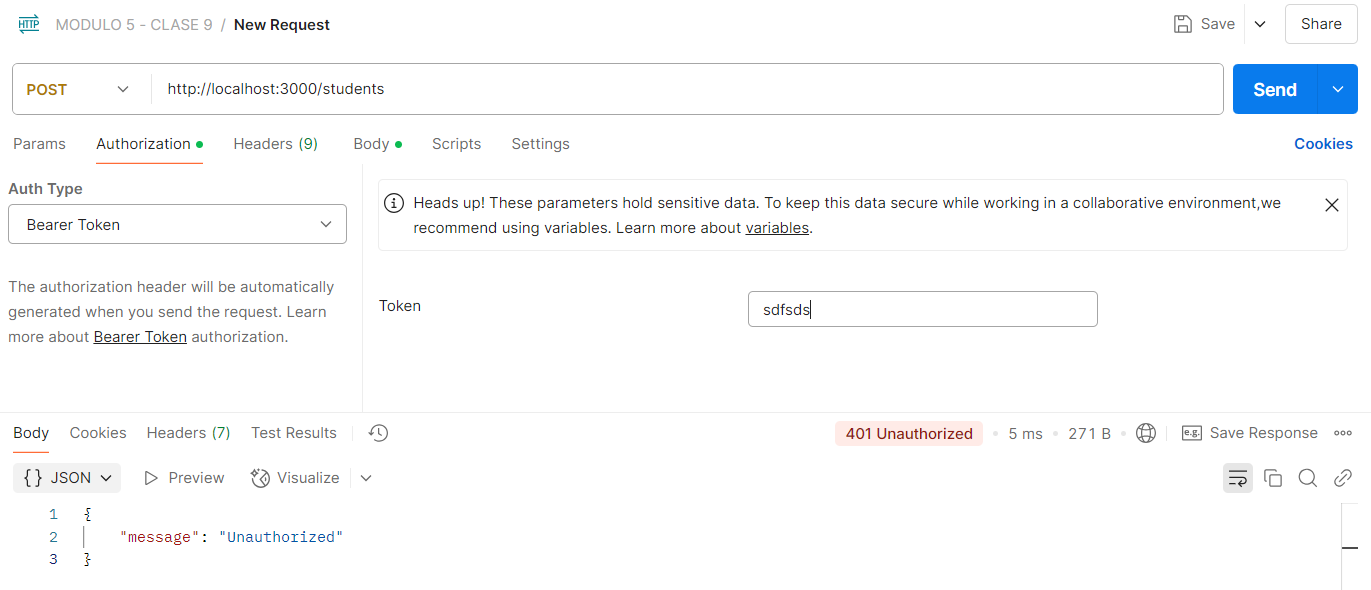 HTTP MODULO 5 - CLASE 9 / New Request Save Share
POST http://localhost:3000/students Send
Params Authorization Headers (9) Body Scripts Settings Cookies
Auth Type
Bearer Token
The authorization header will be automatically
generated when you send the request. Learn
more about Bearer Token authorization.
Heads up! These parameters hold sensitive data. To keep this data secure while working in a collaborative environment,we
recommend using variables. Learn more about variables.
Token sdfsds
Body Cookies Headers (7) Test Results 401 Unauthorized 5 ms 271 B e.g. Save Response
{} JSON Preview Visualize
1 {
2 "message": "Unauthorized"
3 }